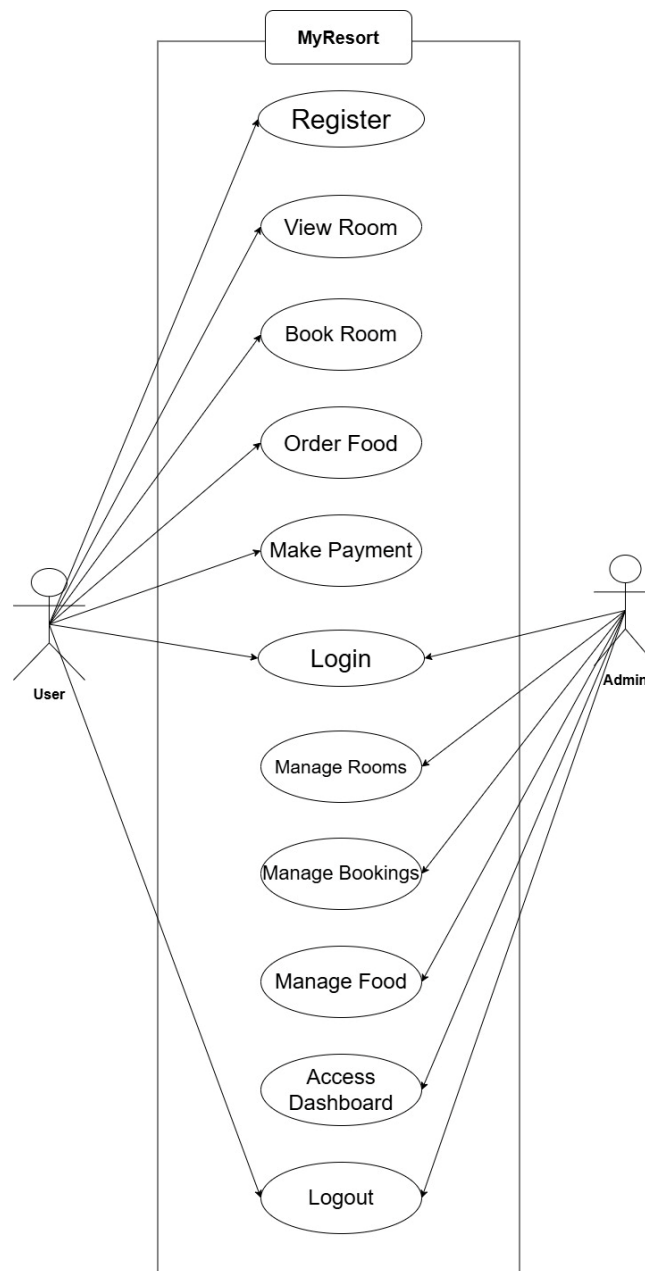 MyResort
Register
View Room
Book Room
Order Food
Make Payment
Login
User
Admin
Manage Rooms
Manage Bookings
Manage Food
Access
Dashboard
Logout